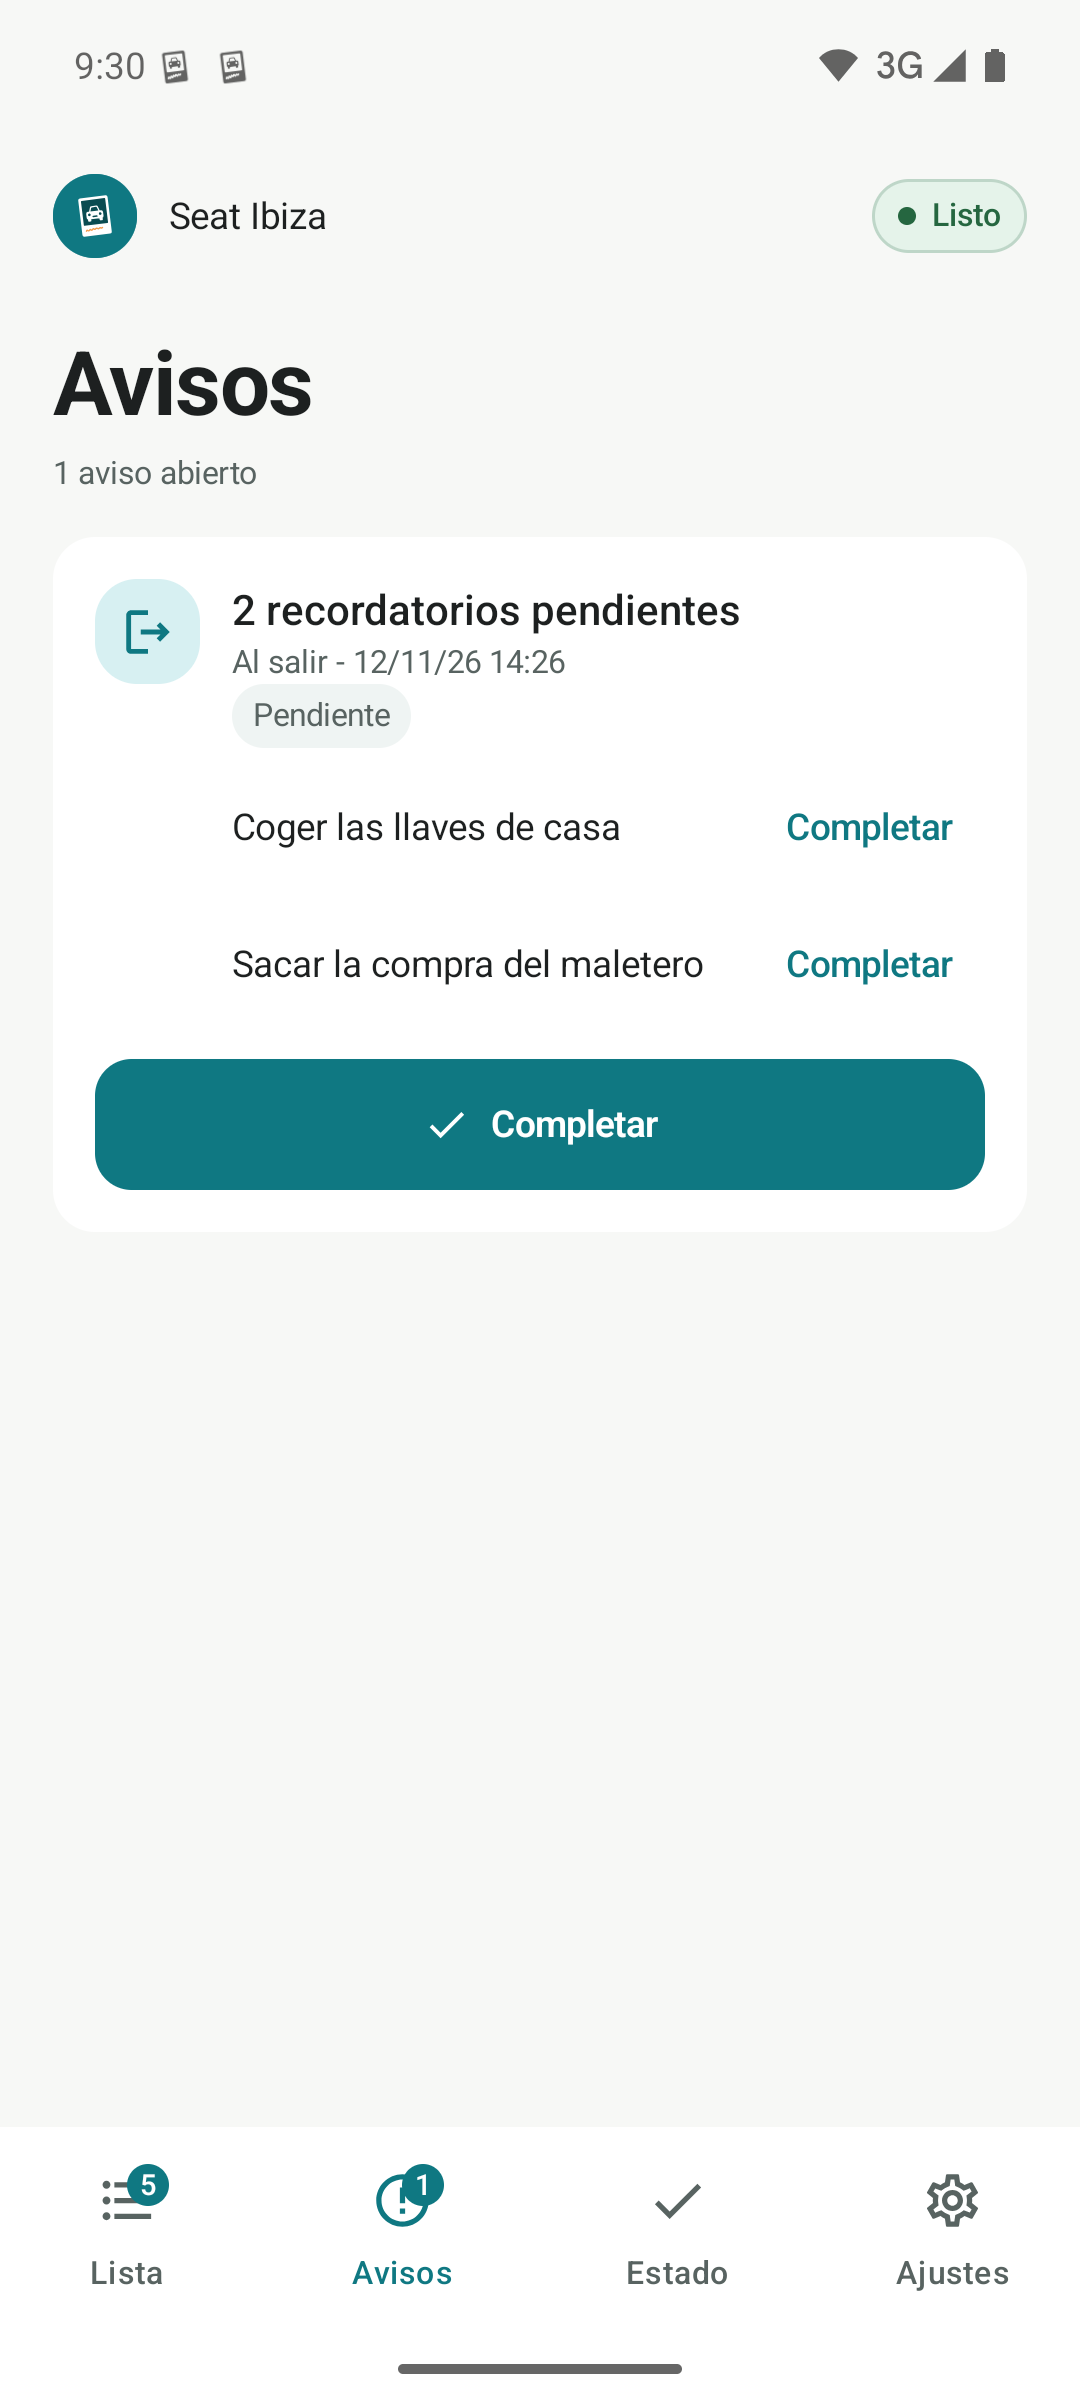 9:30
3G
Seat Ibiza
Listo
Avisos
1 aviso abierto
2 recordatorios pendientes
Al salir - 12/11/26 14:26
Pendiente
Coger las llaves de casa
Completar
Sacar la compra del maletero
Completar
Completar
5
1
Lista
Avisos
Estado
Ajustes